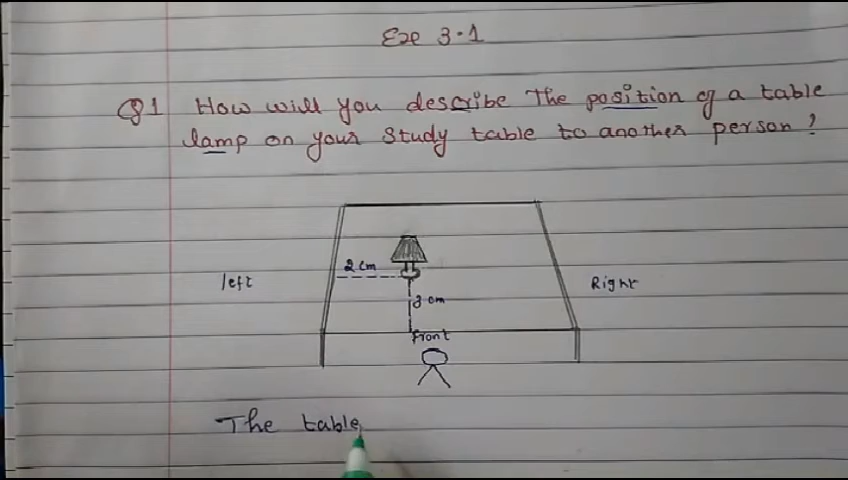 Exe 3.1
Q1 How will you describe the position of a table
lamp on your study table to another person?
2 cm
left
Right
3 cm
front
The table